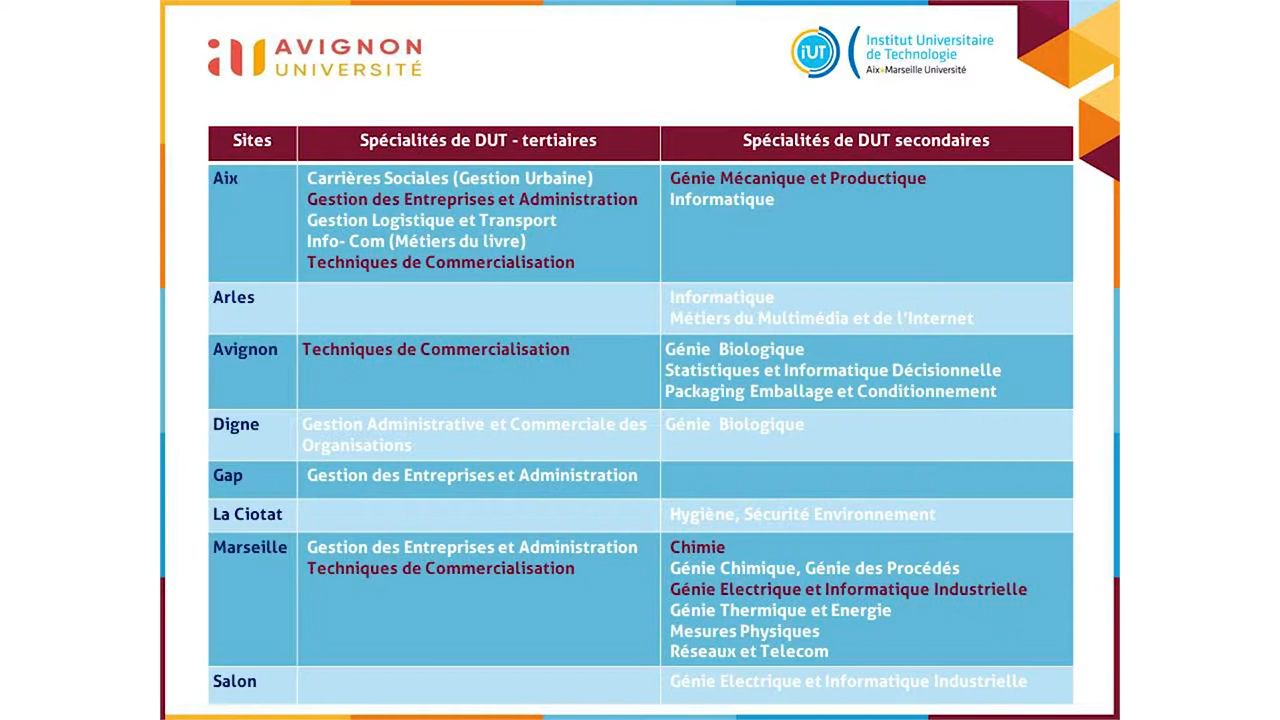 AVIGNON
UNIVERSITÉ
iUT
Institut Universitaire
de Technologie
Aix+Marseille Université
Sites
Spécialités de DUT - tertiaires
Spécialités de DUT secondaires
Aix
Carrières Sociales (Gestion Urbaine)
Gestion des Entreprises et Administration
Gestion Logistique et Transport
Info- Com (Métiers du livre)
Techniques de Commercialisation
Génie Mécanique et Productique
Informatique
Arles
Informatique
Métiers du Multimédia et de l'Internet
Avignon
Techniques de Commercialisation
Génie Biologique
Statistiques et Informatique Décisionnelle
Packaging Emballage et Conditionnement
Digne
Gestion Administrative et Commerciale des
Organisations
Génie Biologique
Gap
Gestion des Entreprises et Administration
La Ciotat
Hygiène, Sécurité Environnement
Marseille
Gestion des Entreprises et Administration
Techniques de Commercialisation
Chimie
Génie Chimique, Génie des Procédés
Génie Electrique et Informatique Industrielle
Génie Thermique et Energie
Mesures Physiques
Réseaux et Telecom
Salon
Génie Electrique et Informatique Industrielle